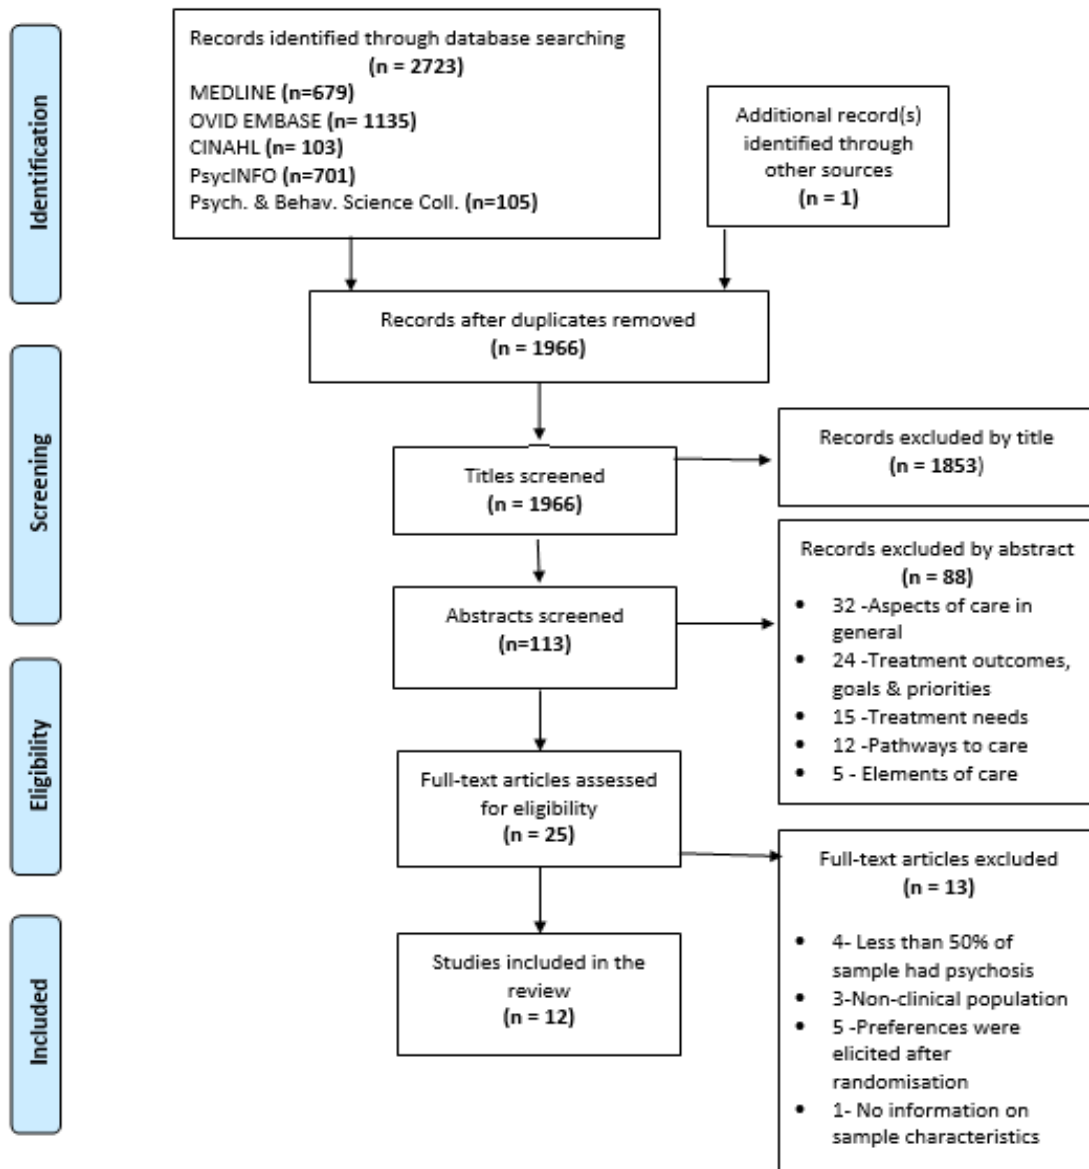 Identification
Records identified through database searching
(n = 2723)
MEDLINE (n=679)
OVID EMBASE (n= 1135)
CINAHL (n= 103)
PsycINFO (n=701)
Psych. & Behav. Science Coll. (n=105)
Additional record(s)
identified through
other sources
(n = 1)
Records after duplicates removed
(n = 1966)
Screening
Titles screened
(n = 1966)
Records excluded by title
(n = 1853)
Abstracts screened
(n=113)
Records excluded by abstract
(n = 88)
• 32 -Aspects of care in
general
• 24 -Treatment outcomes,
goals & priorities
• 15 -Treatment needs
• 12 -Pathways to care
• 5 - Elements of care
Eligibility
Full-text articles assessed
for eligibility
(n = 25)
Full-text articles excluded
(n = 13)
• 4- Less than 50% of
sample had psychosis
• 3-Non-clinical population
• 5 -Preferences were
elicited after
randomisation
• 1- No information on
sample characteristics
Included
Studies included in the
review
(n = 12)